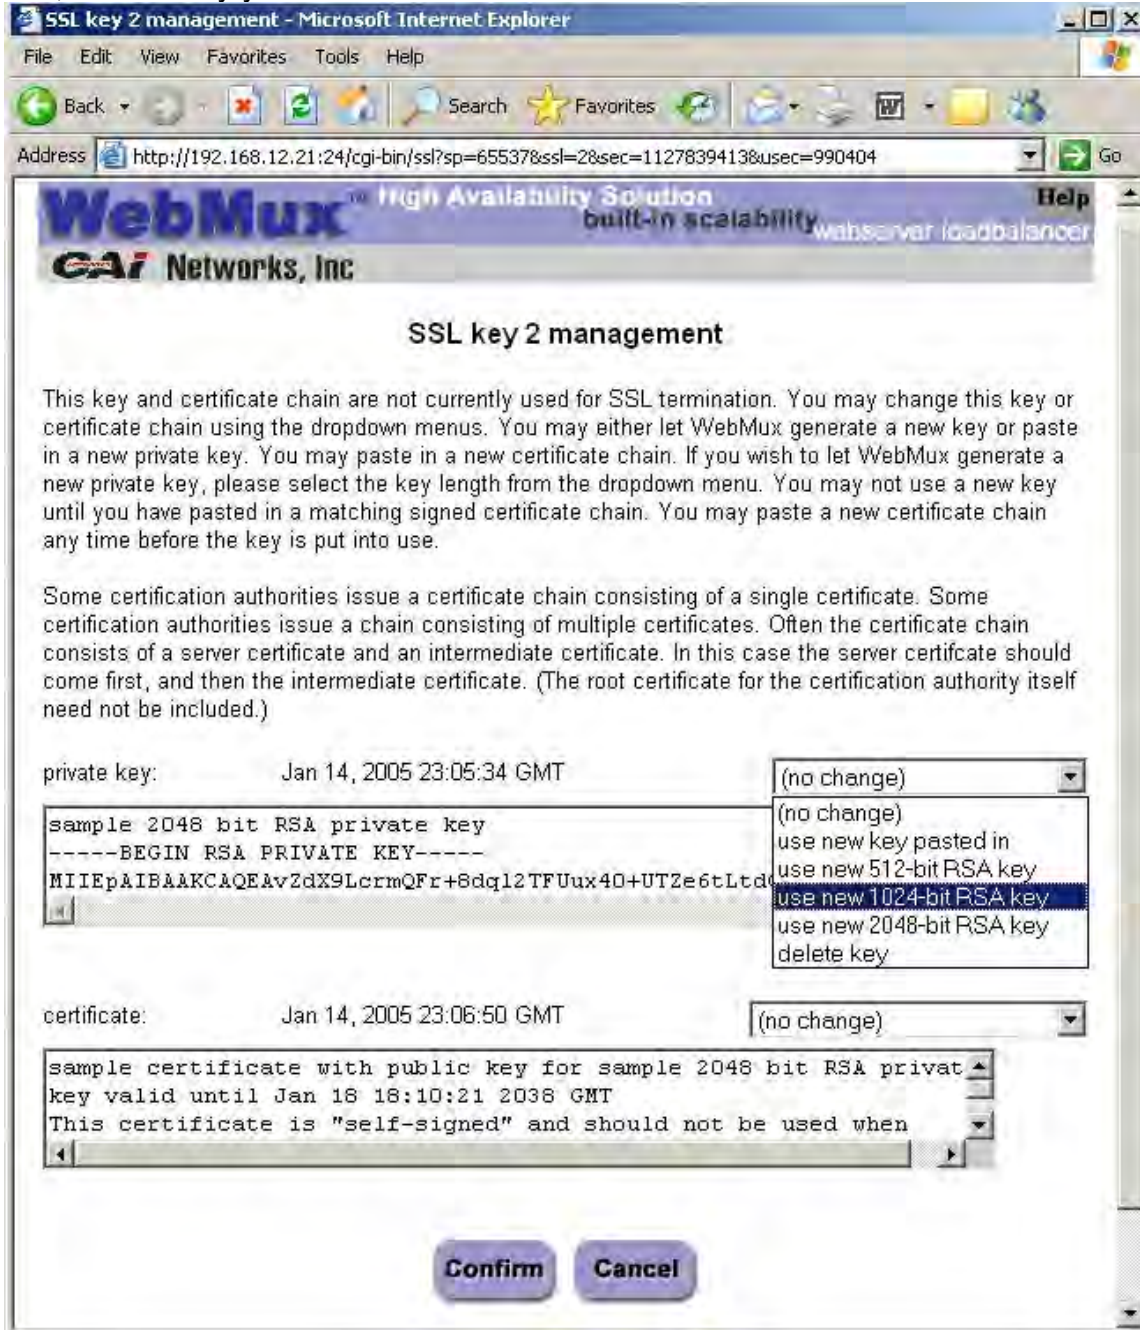 SSL key 2 management - Microsoft Internet Explorer
File Edit View Favorites Tools Help
Back Search Favorites
Address http://192.168.12.21:24/cgi-bin/ssl?sp=65537&ssl=2&sec=1127839413&usec=990404 Go
WebMux™ High Availability Solution Help
built-in scalability
webserver loadbalancer
CAI Networks, Inc
SSL key 2 management
This key and certificate chain are not currently used for SSL termination. You may change this key or
certificate chain using the dropdown menus. You may either let WebMux generate a new key or paste
in a new private key. You may paste in a new certificate chain. If you wish to let WebMux generate a
new private key, please select the key length from the dropdown menu. You may not use a new key
until you have pasted in a matching signed certificate chain. You may paste a new certificate chain
any time before the key is put into use.
Some certification authorities issue a certificate chain consisting of a single certificate. Some
certification authorities issue a chain consisting of multiple certificates. Often the certificate chain
consists of a server certificate and an intermediate certificate. In this case the server certifcate should
come first, and then the intermediate certificate. (The root certificate for the certification authority itself
need not be included.)
private key: Jan 14, 2005 23:05:34 GMT (no change)
sample 2048 bit RSA private key
-----BEGIN RSA PRIVATE KEY-----
(no change)
use new key pasted in
use new 512-bit RSA key
use new 1024-bit RSA key
use new 2048-bit RSA key
delete key
certificate: Jan 14, 2005 23:06:50 GMT (no change)
sample certificate with public key for sample 2048 bit RSA privat
key valid until Jan 18 18:10:21 2038 GMT
This certificate is "self-signed" and should not be used when
Confirm Cancel